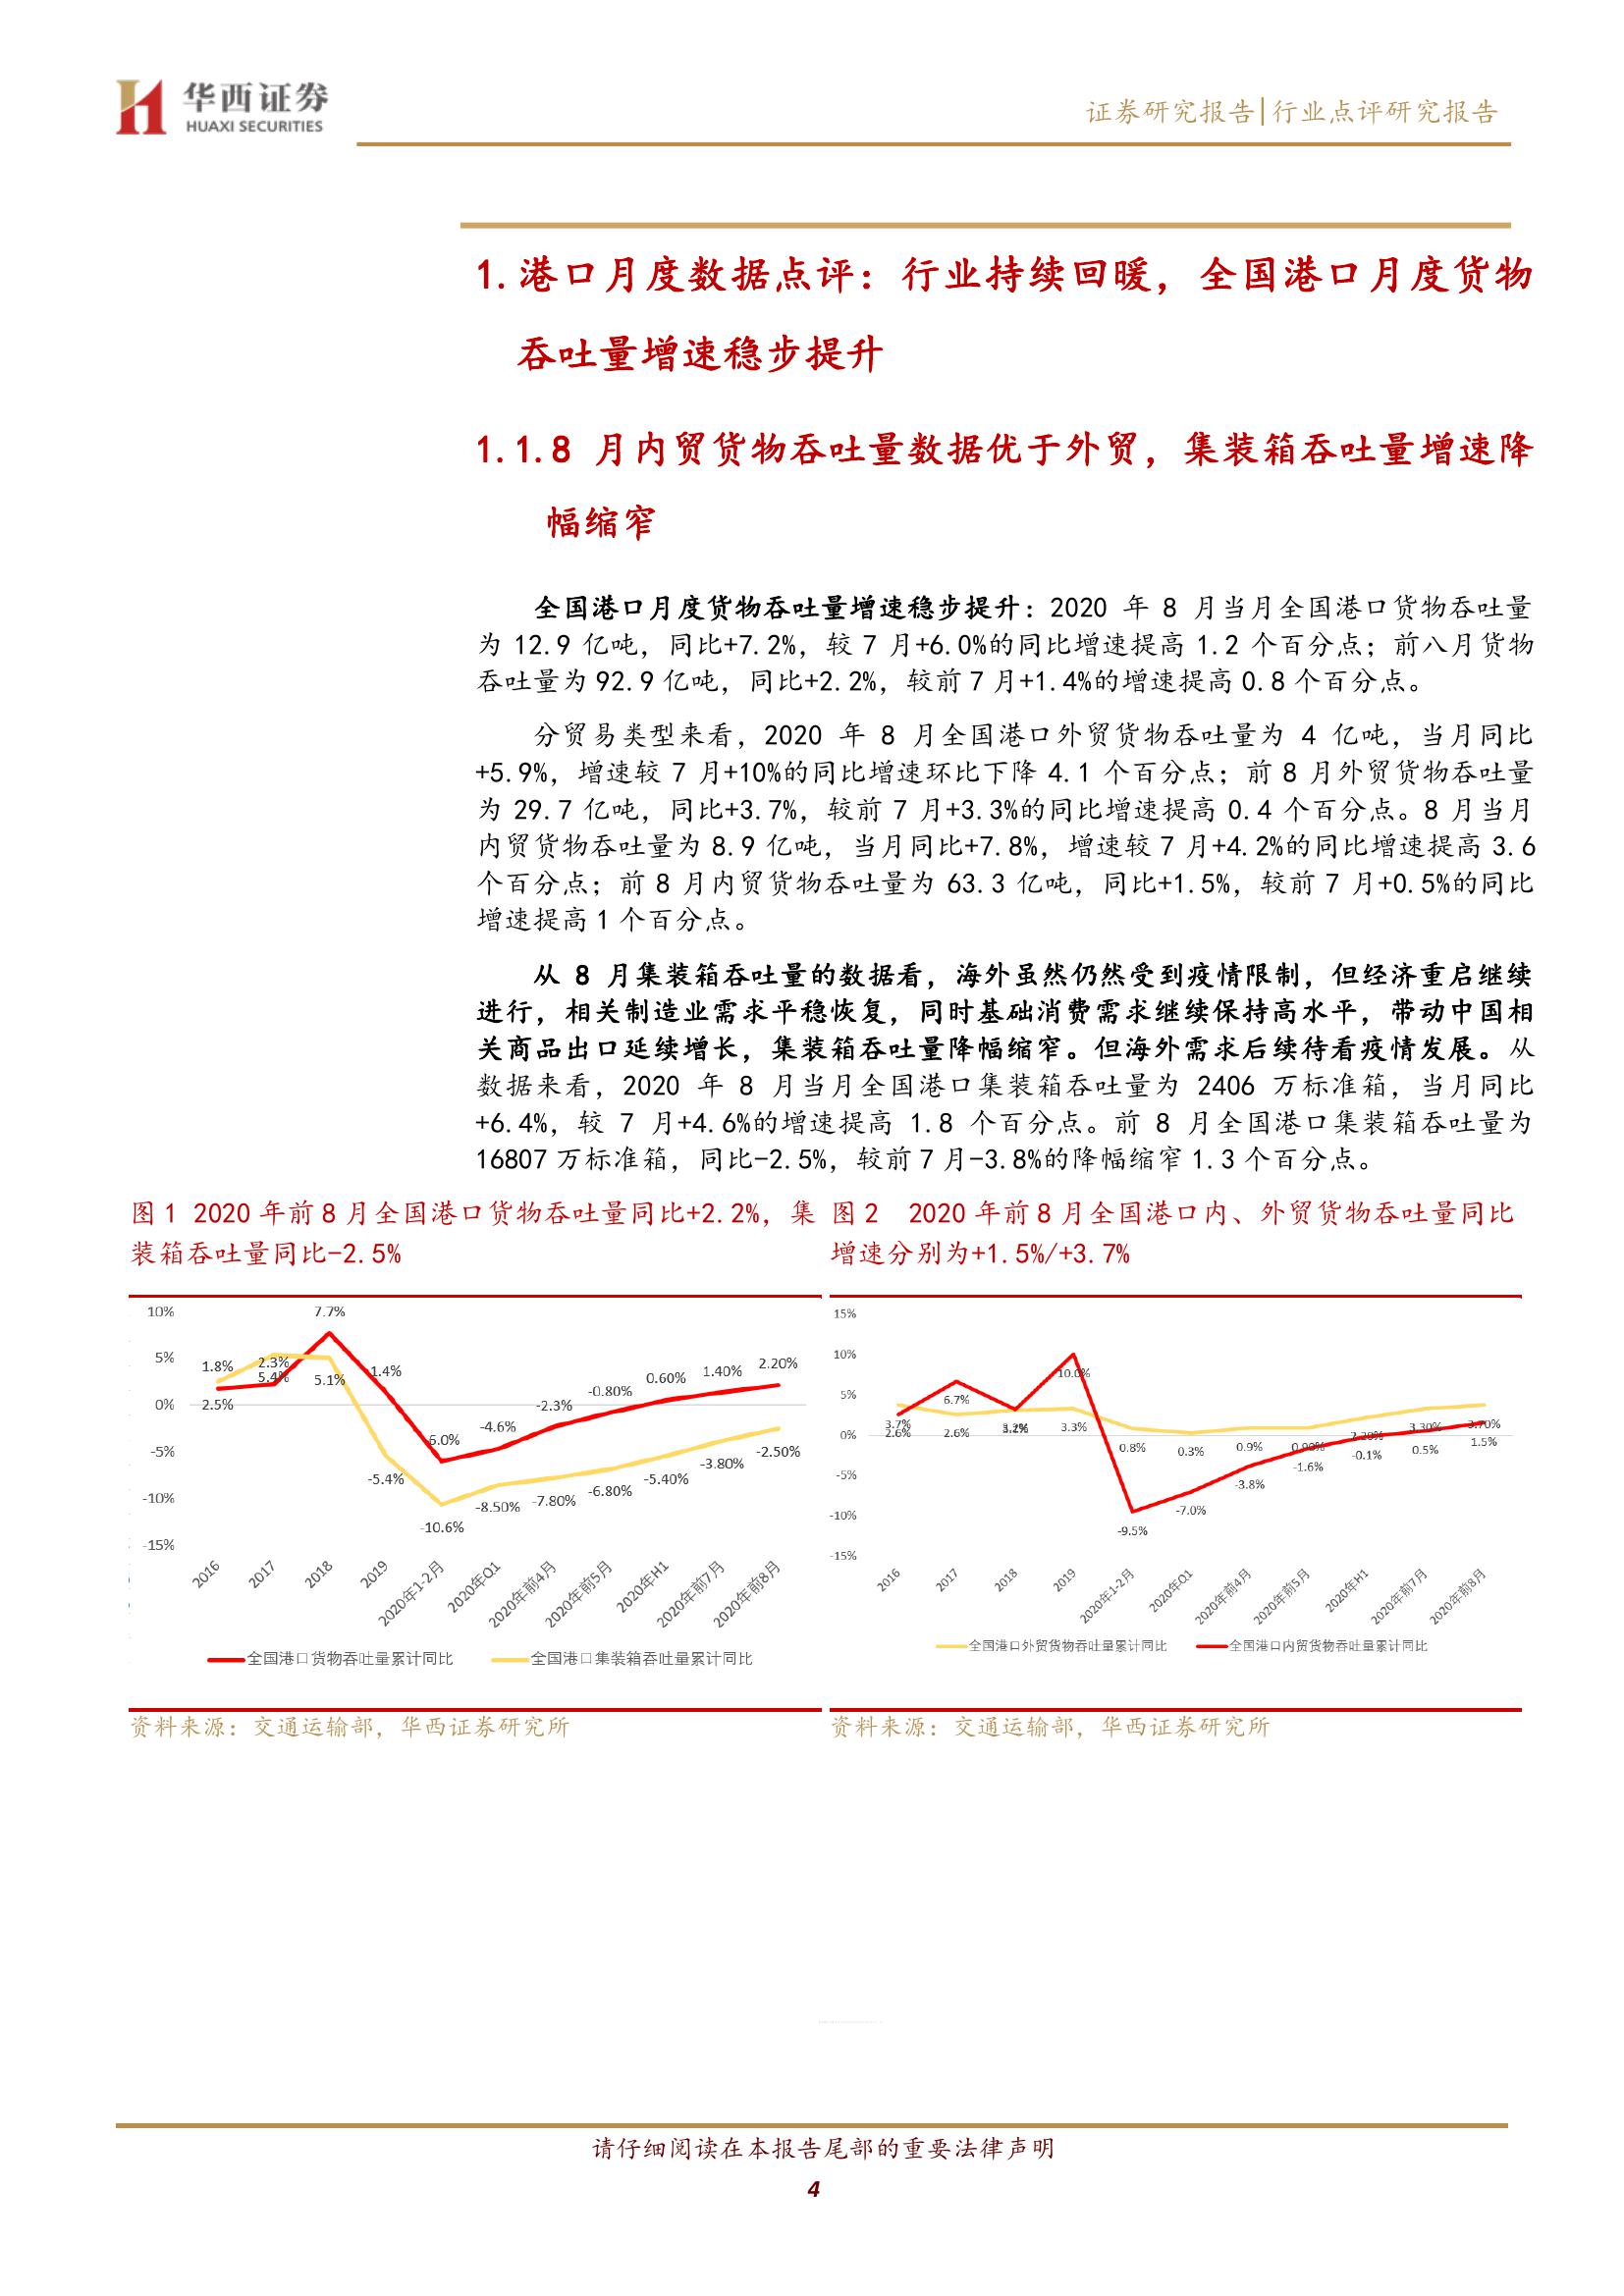 华西证券
HUAXI SECURITIES
证券研究报告|行业点评研究报告
1.港口月度数据点评：行业持续回暖，全国港口月度货物
吞吐量增速稳步提升
1.1.8 月内贸货物吞吐量数据优于外贸，集装箱吞吐量增速降
幅缩窄
全国港口月度货物吞吐量增速稳步提升：2020 年 8 月当月全国港口货物吞吐量
为 12.9 亿吨，同比+7.2%，较 7 月+6.0%的同比增速提高 1.2 个百分点；前八月货物
吞吐量为 92.9 亿吨，同比+2.2%，较前 7 月+1.4%的增速提高 0.8 个百分点。
分贸易类型来看，2020 年 8 月全国港口外贸货物吞吐量为 4 亿吨，当月同比
+5.9%，增速较 7 月+10%的同比增速环比下降 4.1 个百分点；前 8 月外贸货物吞吐量
为 29.7 亿吨，同比+3.7%，较前 7 月+3.3%的同比增速提高 0.4 个百分点。8 月当月
内贸货物吞吐量为 8.9 亿吨，当月同比+7.8%，增速较 7 月+4.2%的同比增速提高 3.6
个百分点；前 8 月内贸货物吞吐量为 63.3 亿吨，同比+1.5%，较前 7 月+0.5%的同比
增速提高 1 个百分点。
从 8 月集装箱吞吐量的数据看，海外虽然仍然受到疫情限制，但经济重启继续
进行，相关制造业需求平稳恢复，同时基础消费需求继续保持高水平，带动中国相
关商品出口延续增长，集装箱吞吐量降幅缩窄。但海外需求后续待看疫情发展。从
数据来看，2020 年 8 月当月全国港口集装箱吞吐量为 2406 万标准箱，当月同比
+6.4%，较 7 月+4.6%的增速提高 1.8 个百分点。前 8 月全国港口集装箱吞吐量为
16807 万标准箱，同比-2.5%，较前 7 月-3.8%的降幅缩窄 1.3 个百分点。
图 1 2020 年前 8 月全国港口货物吞吐量同比+2.2%，集
装箱吞吐量同比-2.5%
10%
5%
0%
-5%
-10%
-15%
1.8%
2.3%
7.7%
1.4%
-4.6%
-2.3%
-0.80%
0.60%
1.40%
2.20%
2.5%
5.4%
5.1%
-5.4%
-10.6%
-8.50%
-7.80%
-6.80%
-5.40%
-3.80%
-2.50%
2016
2017
2018
2019
2020年1-2月
2020年Q1
2020年前4月
2020年前5月
2020年H1
2020年前7月
2020年前8月
全国港口货物吞吐量累计同比
全国港口集装箱吞吐量累计同比
资料来源：交通运输部，华西证券研究所
图 2 2020 年前 8 月全国港口内、外贸货物吞吐量同比
增速分别为+1.5%/+3.7%
15%
10%
5%
0%
-5%
-10%
-15%
3.7%
2.6%
6.7%
2.6%
10.0%
3.3%
0.8%
0.3%
0.9%
0.90%
2.20%
3.30%
3.70%
-9.5%
-7.0%
-3.8%
-1.6%
-0.1%
0.5%
1.5%
2016
2017
2018
2019
2020年1-2月
2020年Q1
2020年前4月
2020年前5月
2020年H1
2020年前7月
2020年前8月
全国港口外贸货物吞吐量累计同比
全国港口内贸货物吞吐量累计同比
资料来源：交通运输部，华西证券研究所
请仔细阅读在本报告尾部的重要法律声明
4